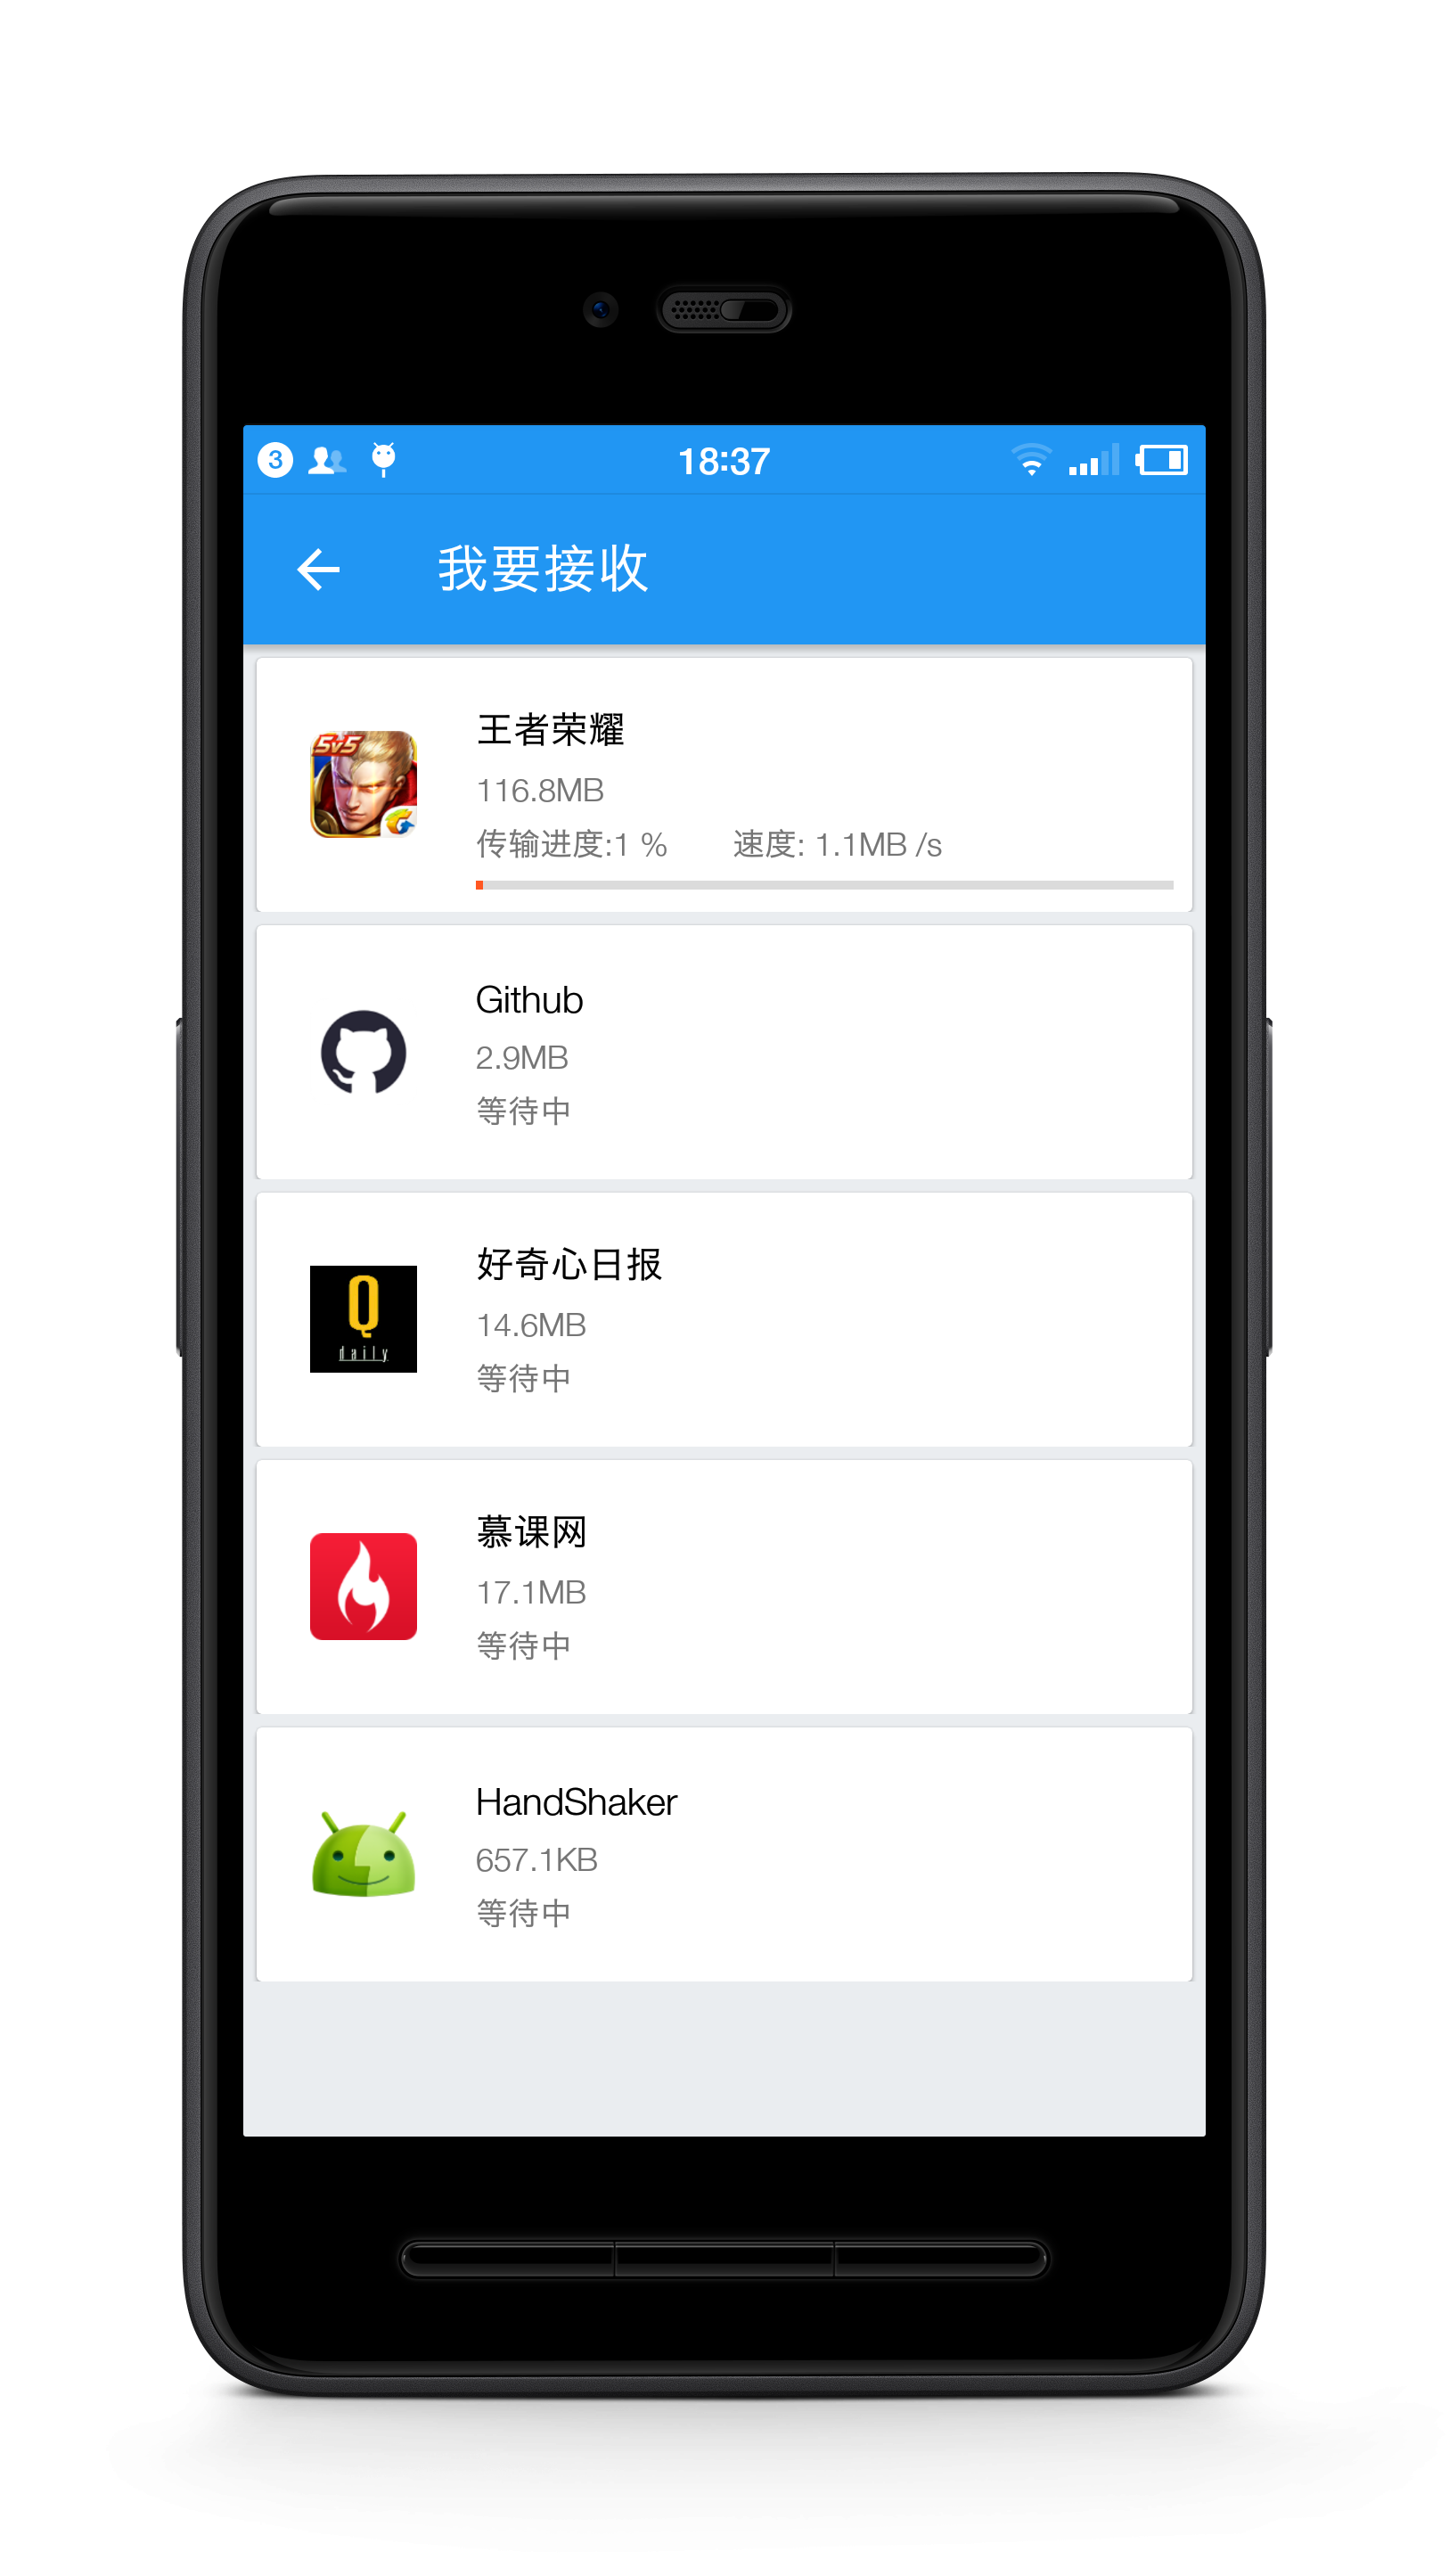 3
18:37
我要接收
5v5
王者荣耀
116.8MB
传输进度:1 % 速度: 1.1MB /s
Github
2.9MB
等待中
Q
daily
好奇心日报
14.6MB
等待中
慕课网
17.1MB
等待中
HandShaker
657.1KB
等待中